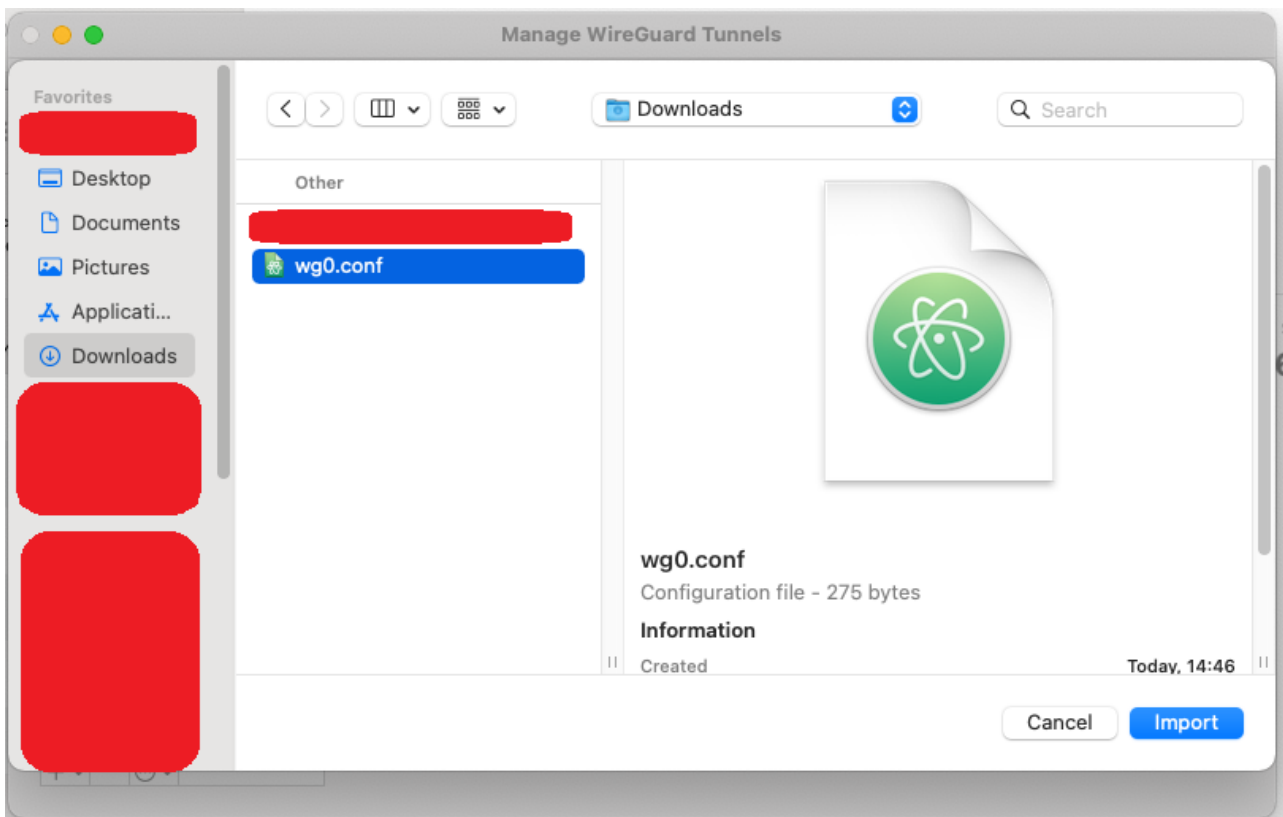 Manage WireGuard Tunnels
Favorites
Desktop
Documents
Pictures
Applicati...
Downloads
Downloads
Search
Other
wg0.conf
wg0.conf
Configuration file - 275 bytes
Information
Created Today, 14:46
Cancel Import